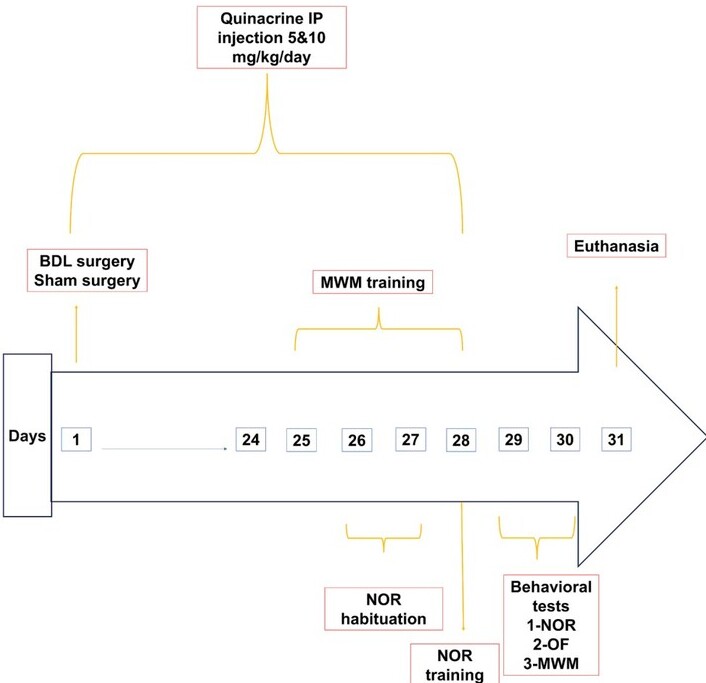 Quinacrine IP
injection 5&10
mg/kg/day
BDL surgery
Sham surgery
MWM training
Euthanasia
Days
1
24
25
26
27
28
29
30
31
NOR
habituation
NOR
training
Behavioral
tests
1-NOR
2-OF
3-MWM